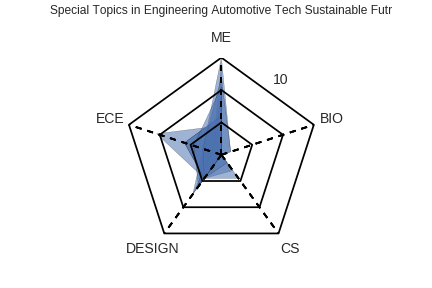 Special Topics in Engineering Automotive Tech Sustainable Futr
ME
10
ECE
BIO
DESIGN
CS